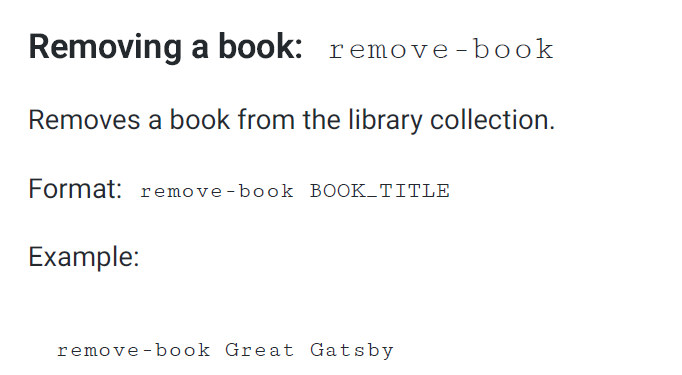 Removing a book: remove-book
Removes a book from the library collection.
Format: remove-book BOOK_TITLE
Example:
remove-book Great Gatsby